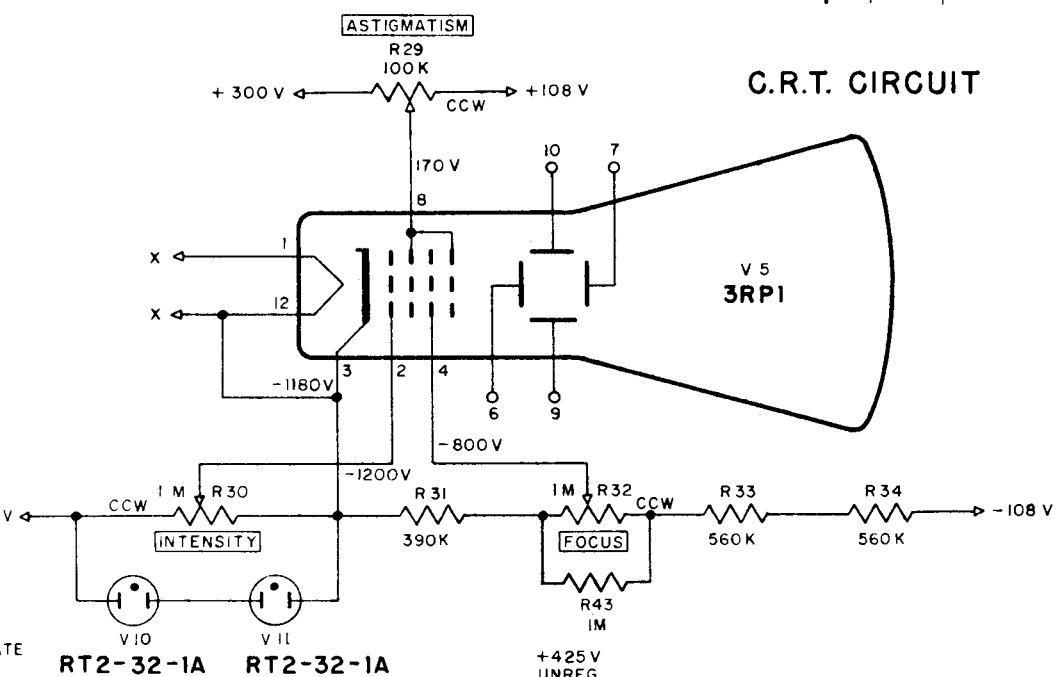 ASTIGMATISM
R29
100K
+300V
CCW
+108V
C.R.T. CIRCUIT
170V
8
10
7
1
X
V5
3RP1
12
X
3
2
4
-1180V
6
9
-800V
-1200V
V
CCW
1M
R30
R31
1M
R32
CCW
R33
R34
-108V
INTENSITY
390K
FOCUS
560K
560K
R43
1M
V10
V11
RT2-32-1A
RT2-32-1A
+425V
UNREG